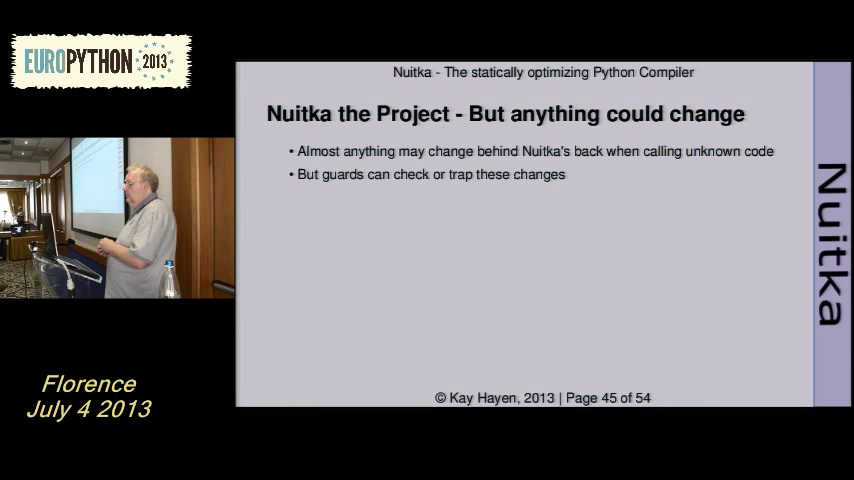 EUROPYTHON 2013
Nuitka - The statically optimizing Python Compiler
Nuitka the Project - But anything could change
• Almost anything may change behind Nuitka's back when calling unknown code
• But guards can check or trap these changes
© Kay Hayen, 2013 | Page 45 of 54
Nuitka
Florence
July 4 2013